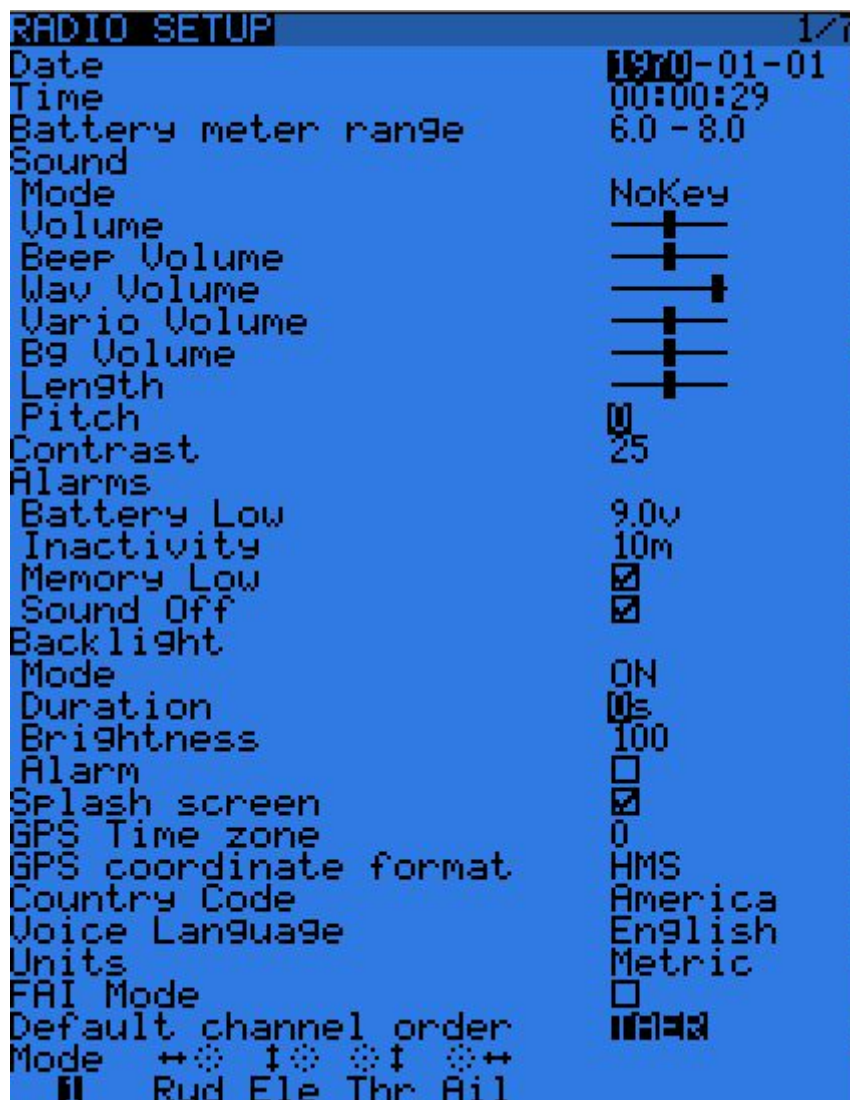 RADIO SETUP 1/7
Date 1970-01-01
Time 00:00:29
Battery meter range 6.0 - 8.0
Sound
Mode NoKey
Volume
Beep Volume
Wav Volume
Vario Volume
Bg Volume
Length
Pitch 0
Contrast 25
Alarms
Battery Low 9.0v
Inactivity 10m
Memory Low
Sound Off
Backlight
Mode ON
Duration 0s
Brightness 100
Alarm
Splash screen
GPS Time zone 0
GPS coordinate format HMS
Country Code America
Voice Language English
Units Metric
FAI Mode
Default channel order TAER
Mode
1 Rud Ele Thr Ail